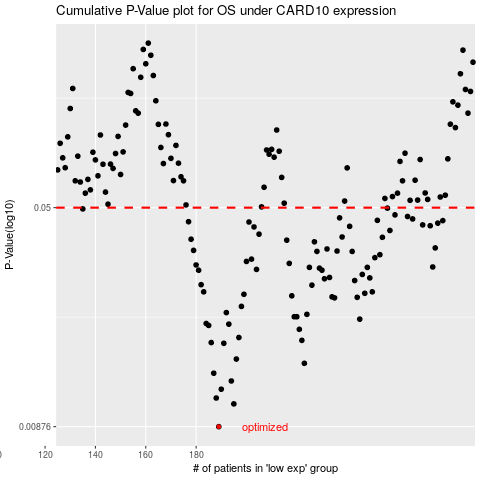 Cumulative P-Value plot for OS under CARD10 expression
P-Value(log10)
0.05
0.00876
optimized
0
120
140
160
180
# of patients in 'low exp' group